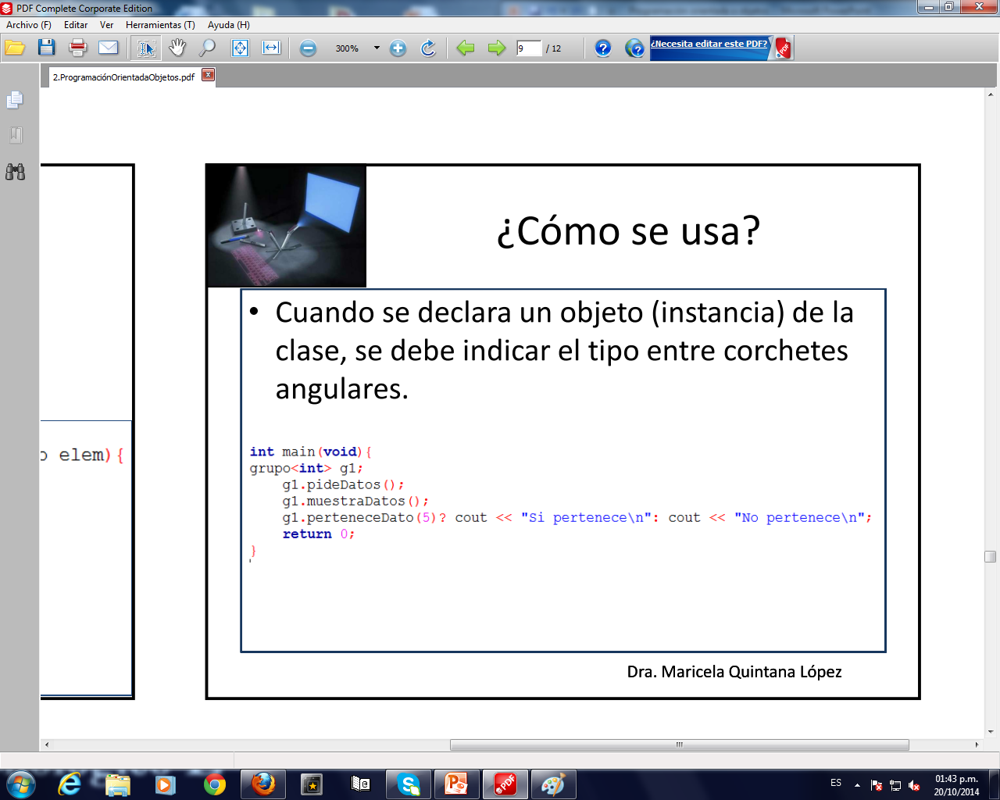 PDF Complete Corporate Edition
Archivo (F) Editar Ver Herramientas (T) Ayuda (H)
300% 9 / 12 ¿Necesita editar este PDF?
2.ProgramaciónOrientadaObjetos.pdf
¿Cómo se usa?
• Cuando se declara un objeto (instancia) de la
clase, se debe indicar el tipo entre corchetes
angulares.
elem){
int main(void){
grupo<int> g1;
g1.pideDatos();
g1.muestraDatos();
g1.perteneceDato(5)? cout << "Si pertenece\n": cout << "No pertenece\n";
return 0;
}
Dra. Maricela Quintana López
ES 01:43 p.m.
20/10/2014